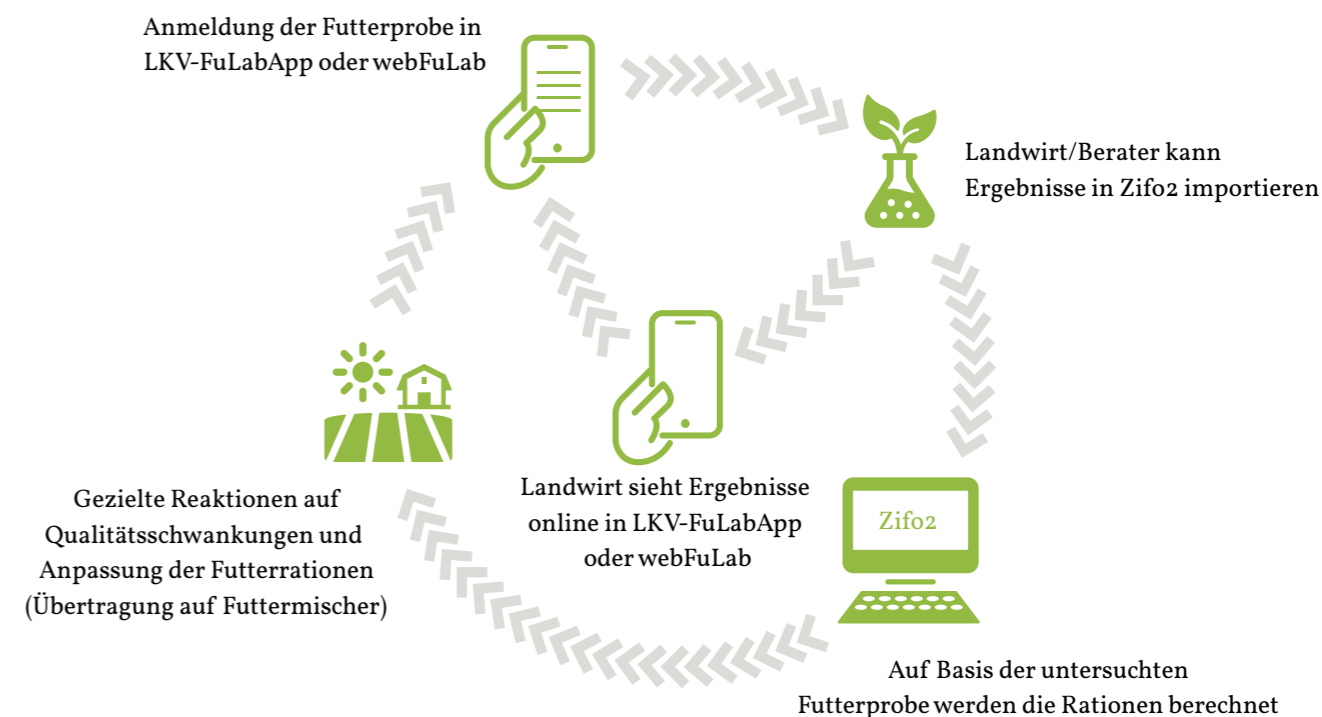 Anmeldung der Futterprobe in
LKV-FuLabApp oder webFuLab
Landwirt/Berater kann
Ergebnisse in Zifo2 importieren
Zifo2
Auf Basis der untersuchten
Futterprobe werden die Rationen berechnet
Landwirt sieht Ergebnisse
online in LKV-FuLabApp
oder webFuLab
Gezielte Reaktionen auf
Qualitätsschwankungen und
Anpassung der Futterrationen
(Übertragung auf Futtermischer)